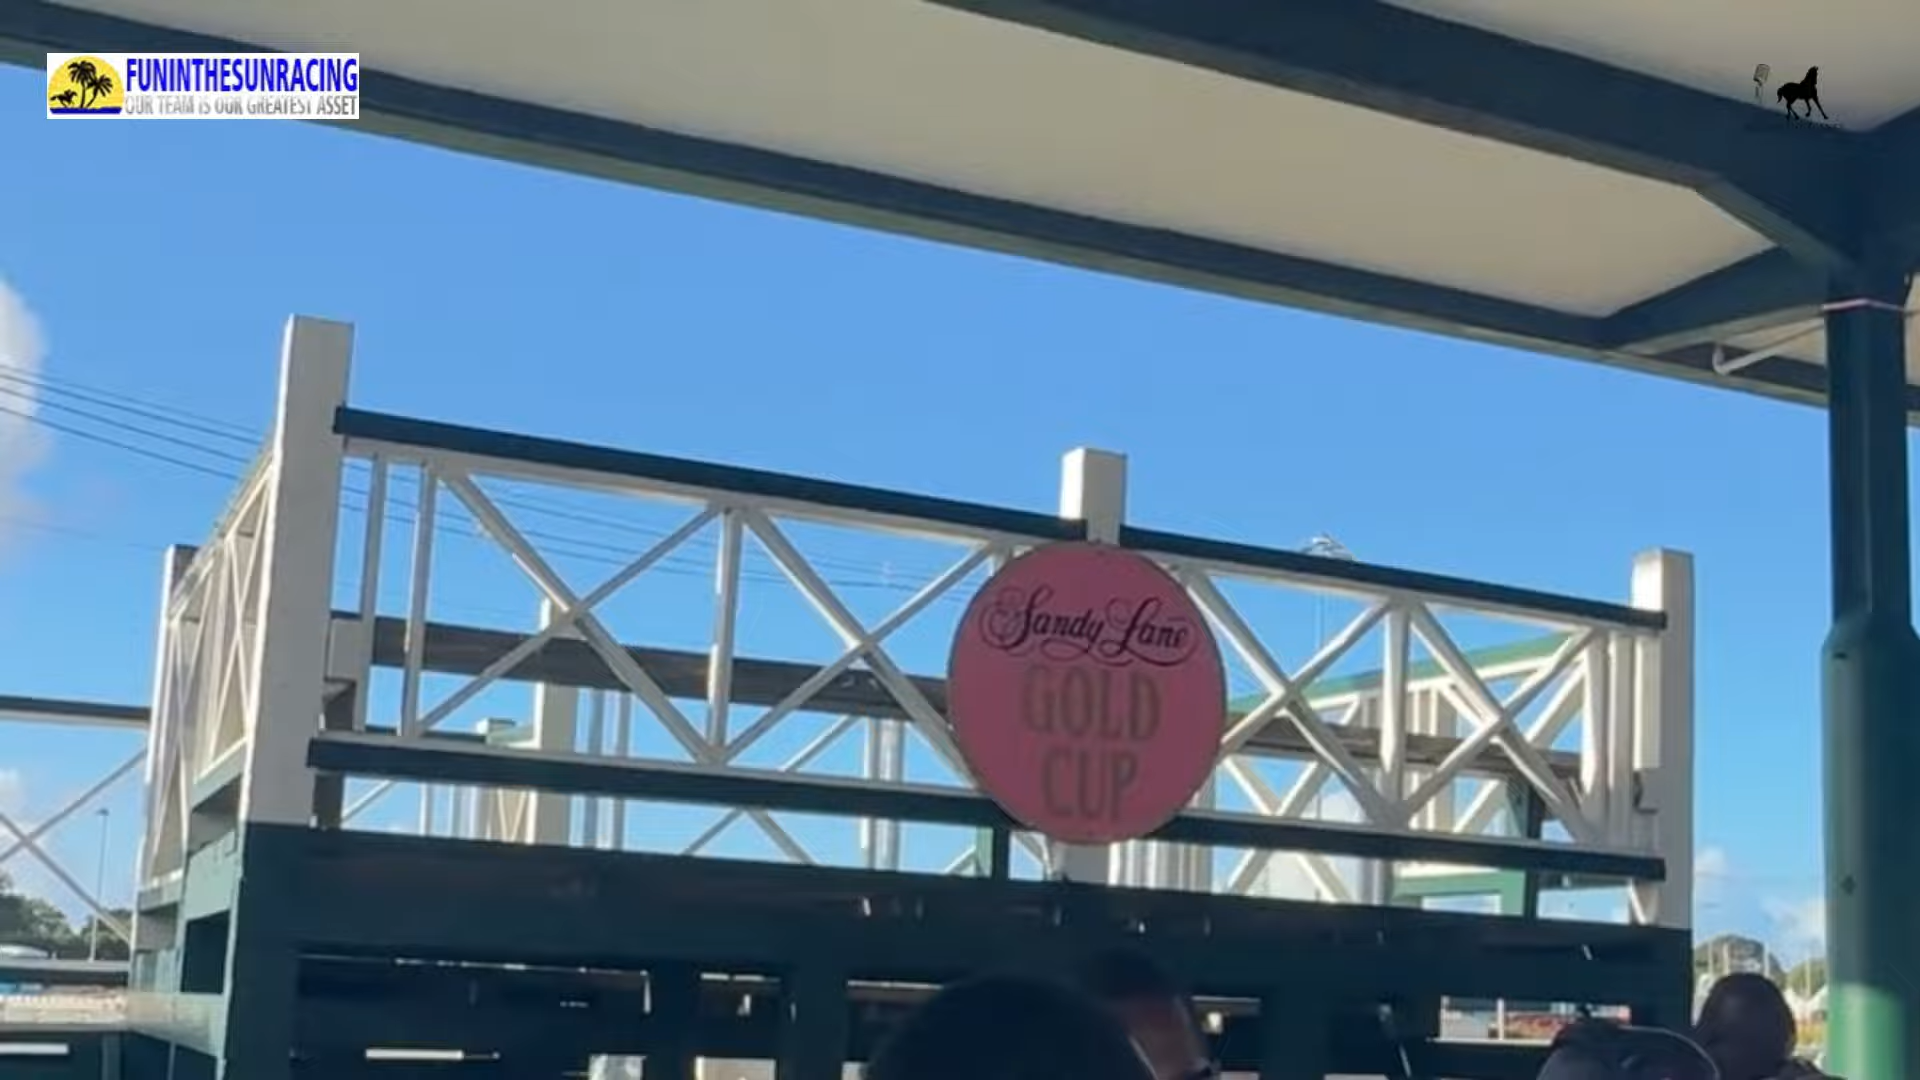 FUNINTHESUNRACING
OUR TEAM IS OUR GREATEST ASSET
Sandy Lane
GOLD
CUP